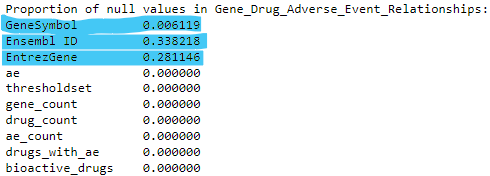 Proportion of null values in Gene_Drug_Adverse_Event_Relationships:
GeneSymbol 0.006119
Ensembl ID 0.338218
EntrezGene 0.281146
ae 0.000000
thresholdset 0.000000
gene_count 0.000000
drug_count 0.000000
ae_count 0.000000
drugs_with_ae 0.000000
bioactive_drugs 0.000000